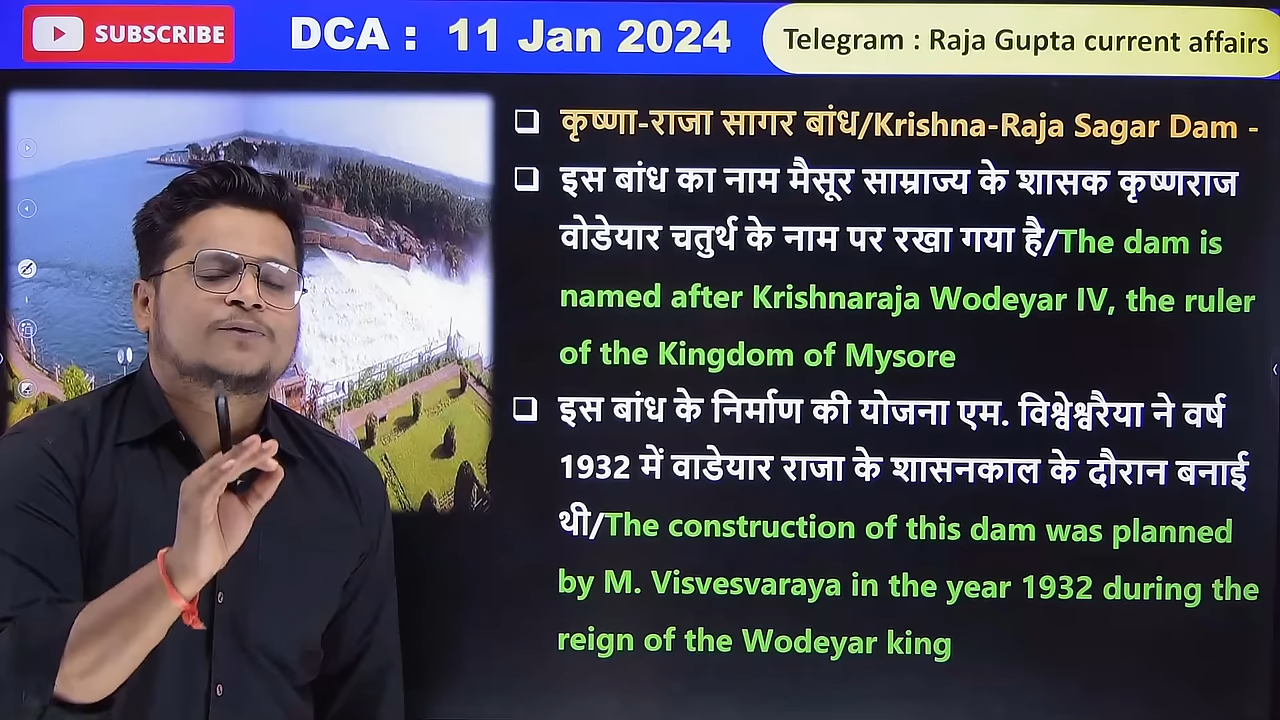 SUBSCRIBE
DCA : 11 Jan 2024
Telegram : Raja Gupta current affairs
कृष्णा-राजा सागर बांध/Krishna-Raja Sagar Dam -
इस बांध का नाम मैसूर साम्राज्य के शासक कृष्णराज
वोडेयार चतुर्थ के नाम पर रखा गया है/The dam is
named after Krishnaraja Wodeyar IV, the ruler
of the Kingdom of Mysore
इस बांध के निर्माण की योजना एम. विश्वेश्वरैया ने वर्ष
1932 में वाडेयार राजा के शासनकाल के दौरान बनाई
थी/The construction of this dam was planned
by M. Visvesvaraya in the year 1932 during the
reign of the Wodeyar king